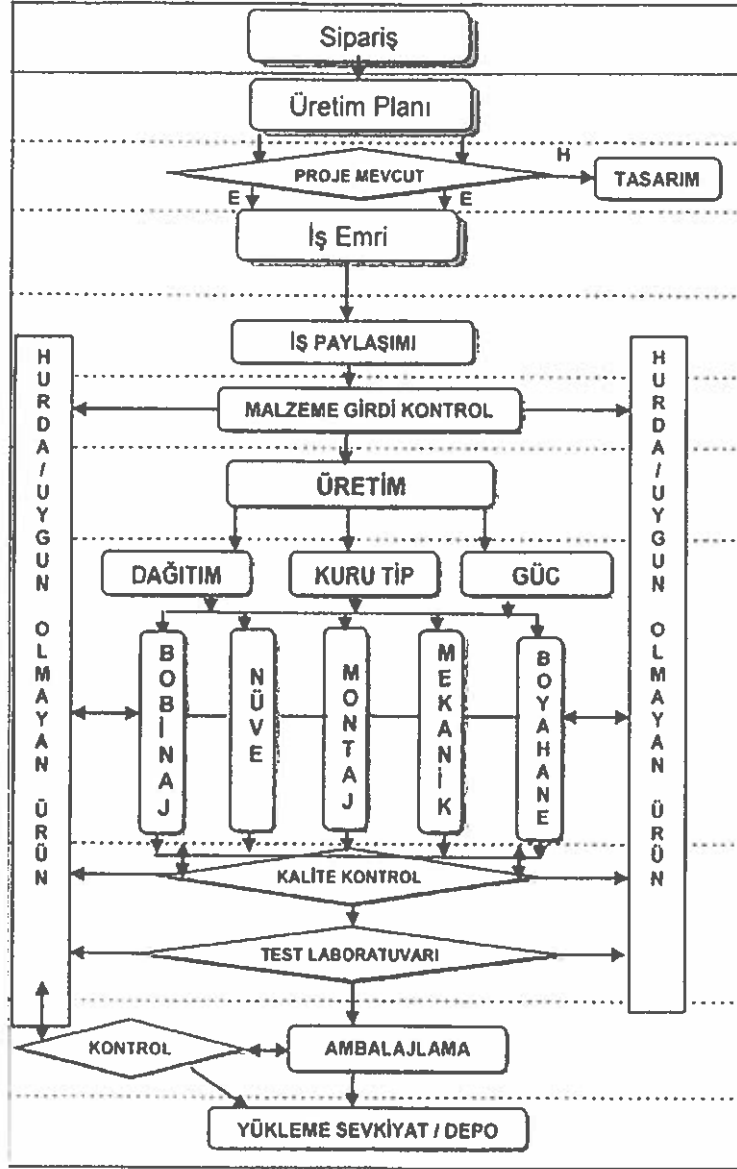 Sipariş
Üretim Planı
PROJE MEVCUT
H
TASARIM
E
E
İş Emri
İŞ PAYLAŞIMI
HURDA/UYGUN OLMAYAN ÜRÜN
HURDA/UYGUN OLMAYAN ÜRÜN
MALZEME GİRDİ KONTROL
ÜRETİM
DAĞITIM
KURU TİP
GÜC
BOBİNAJ
NÜVE
MONTAJ
MEKANİK
BOYAHANE
KALİTE KONTROL
TEST LABORATUVARI
KONTROL
AMBALAJLAMA
YÜKLEME SEVKİYAT / DEPO